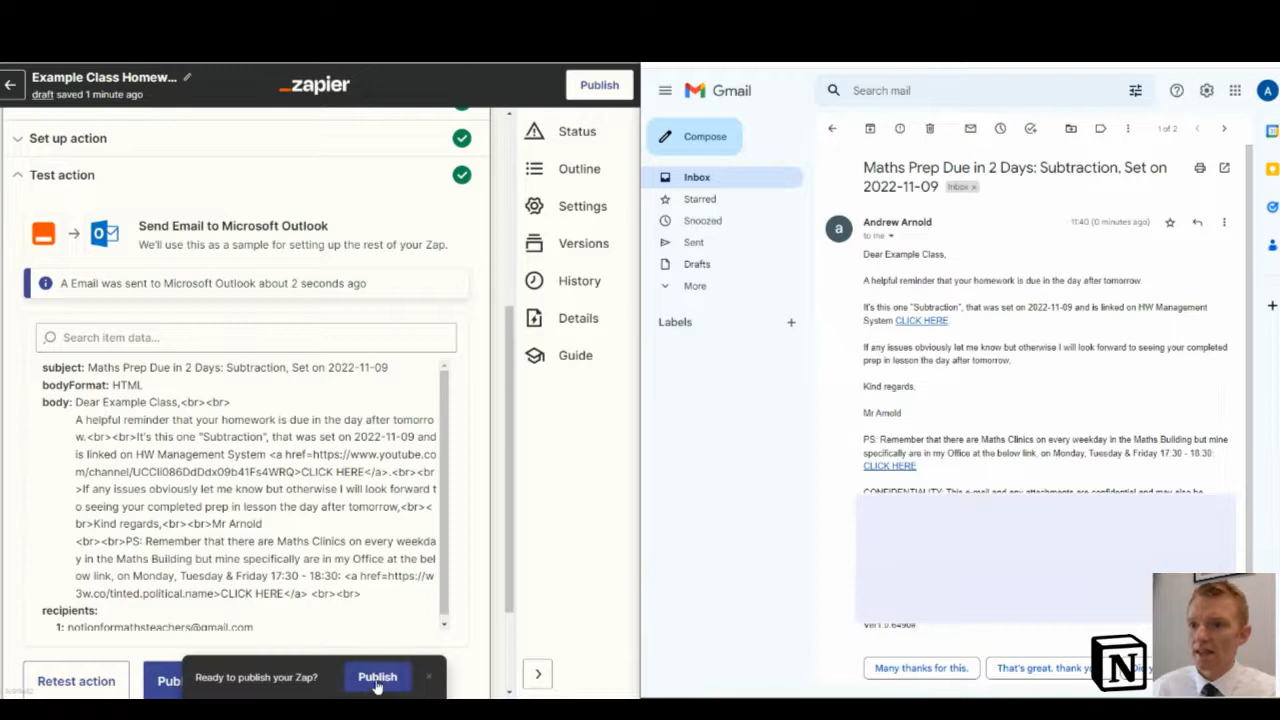 Example Class Homew...
draft saved 1 minute ago
zapier
Publish
Set up action
Test action
Send Email to Microsoft Outlook
We'll use this as a sample for setting up the rest of your Zap.
A Email was sent to Microsoft Outlook about 2 seconds ago
Search item data...
subject: Maths Prep Due in 2 Days: Subtraction, Set on 2022-11-09
bodyFormat: HTML
body: Dear Example Class,<br><br>
A helpful reminder that your homework is due in the day after tomorro
w.<br><br>It's this one "Subtraction", that was set on 2022-11-09 and
is linked on HW Management System <a href=https://www.youtube.co
m/channel/UCCli086DdDdx09b41Fs4WRQ>CLICK HERE</a>.<br><br
>If any issues obviously let me know but otherwise I will look forward t
o seeing your completed prep in lesson the day after tomorrow,<br><
br>Kind regards,<br><br>Mr Arnold
<br><br>PS: Remember that there are Maths Clinics on every weekda
y in the Maths Building but mine specifically are in my Office at the bel
ow link, on Monday, Tuesday & Friday 17:30 - 18:30: <a href=https://w
3w.co/tinted.political.name>CLICK HERE</a> <br><br>
recipients:
1: notionformathsteachers@gmail.com
Retest action
Pub
Ready to publish your Zap?
Publish
Status
Outline
Settings
Versions
History
Details
Guide
Gmail
Search mail
A
Compose
Inbox
Starred
Snoozed
Sent
Drafts
More
Labels
1 of 2
Maths Prep Due in 2 Days: Subtraction, Set on
2022-11-09 Inbox x
a
Andrew Arnold
11:40 (0 minutes ago)
to me
Dear Example Class,
A helpful reminder that your homework is due in the day after tomorrow.
It's this one "Subtraction", that was set on 2022-11-09 and is linked on HW Management
System CLICK HERE.
If any issues obviously let me know but otherwise I will look forward to seeing your completed
prep in lesson the day after tomorrow,
Kind regards,
Mr Arnold
PS: Remember that there are Maths Clinics on every weekday in the Maths Building but mine
specifically are in my Office at the below link, on Monday, Tuesday & Friday 17:30 - 18:30:
CLICK HERE
CONFIDENTIALITY: This e-mail and any attachments are confidential and may also be
Many thanks for this.
That's great, thank
N